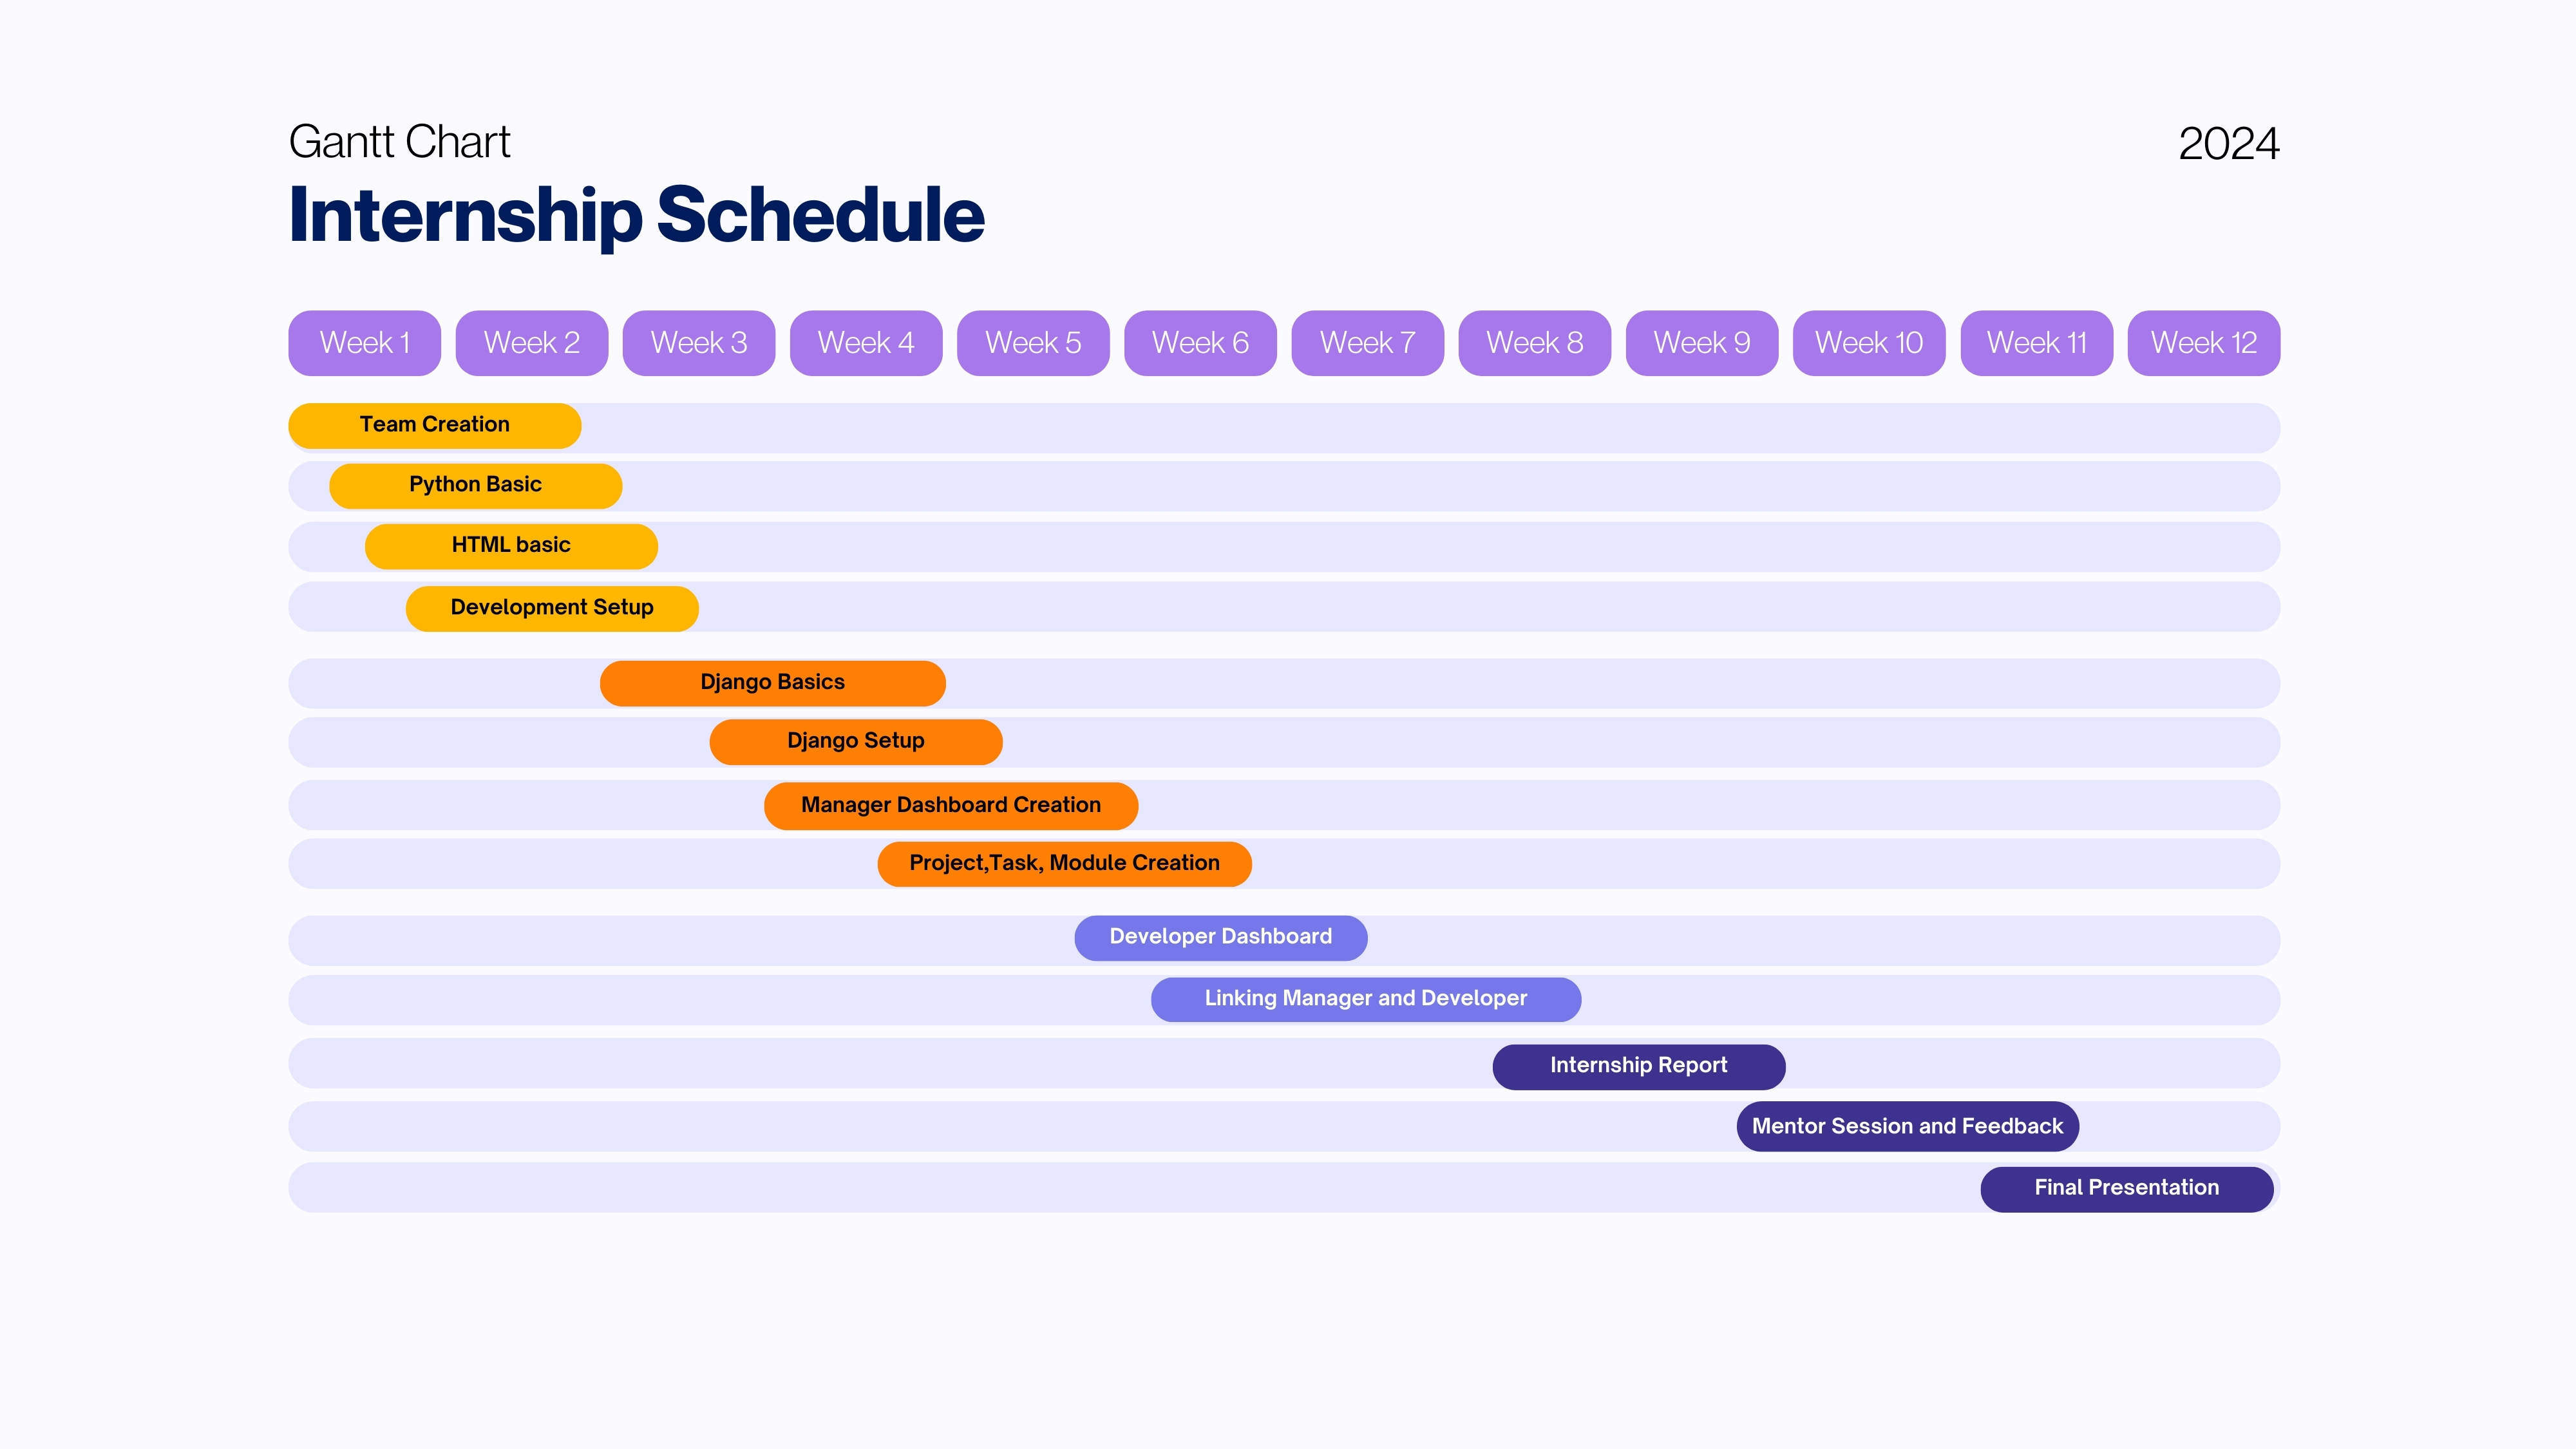 Gantt Chart
2024
Internship Schedule
Week 1
Week 2
Week 3
Week 4
Week 5
Week 6
Week 7
Week 8
Week 9
Week 10
Week 11
Week 12
Team Creation
Python Basic
HTML basic
Development Setup
Django Basics
Django Setup
Manager Dashboard Creation
Project,Task, Module Creation
Developer Dashboard
Linking Manager and Developer
Internship Report
Mentor Session and Feedback
Final Presentation